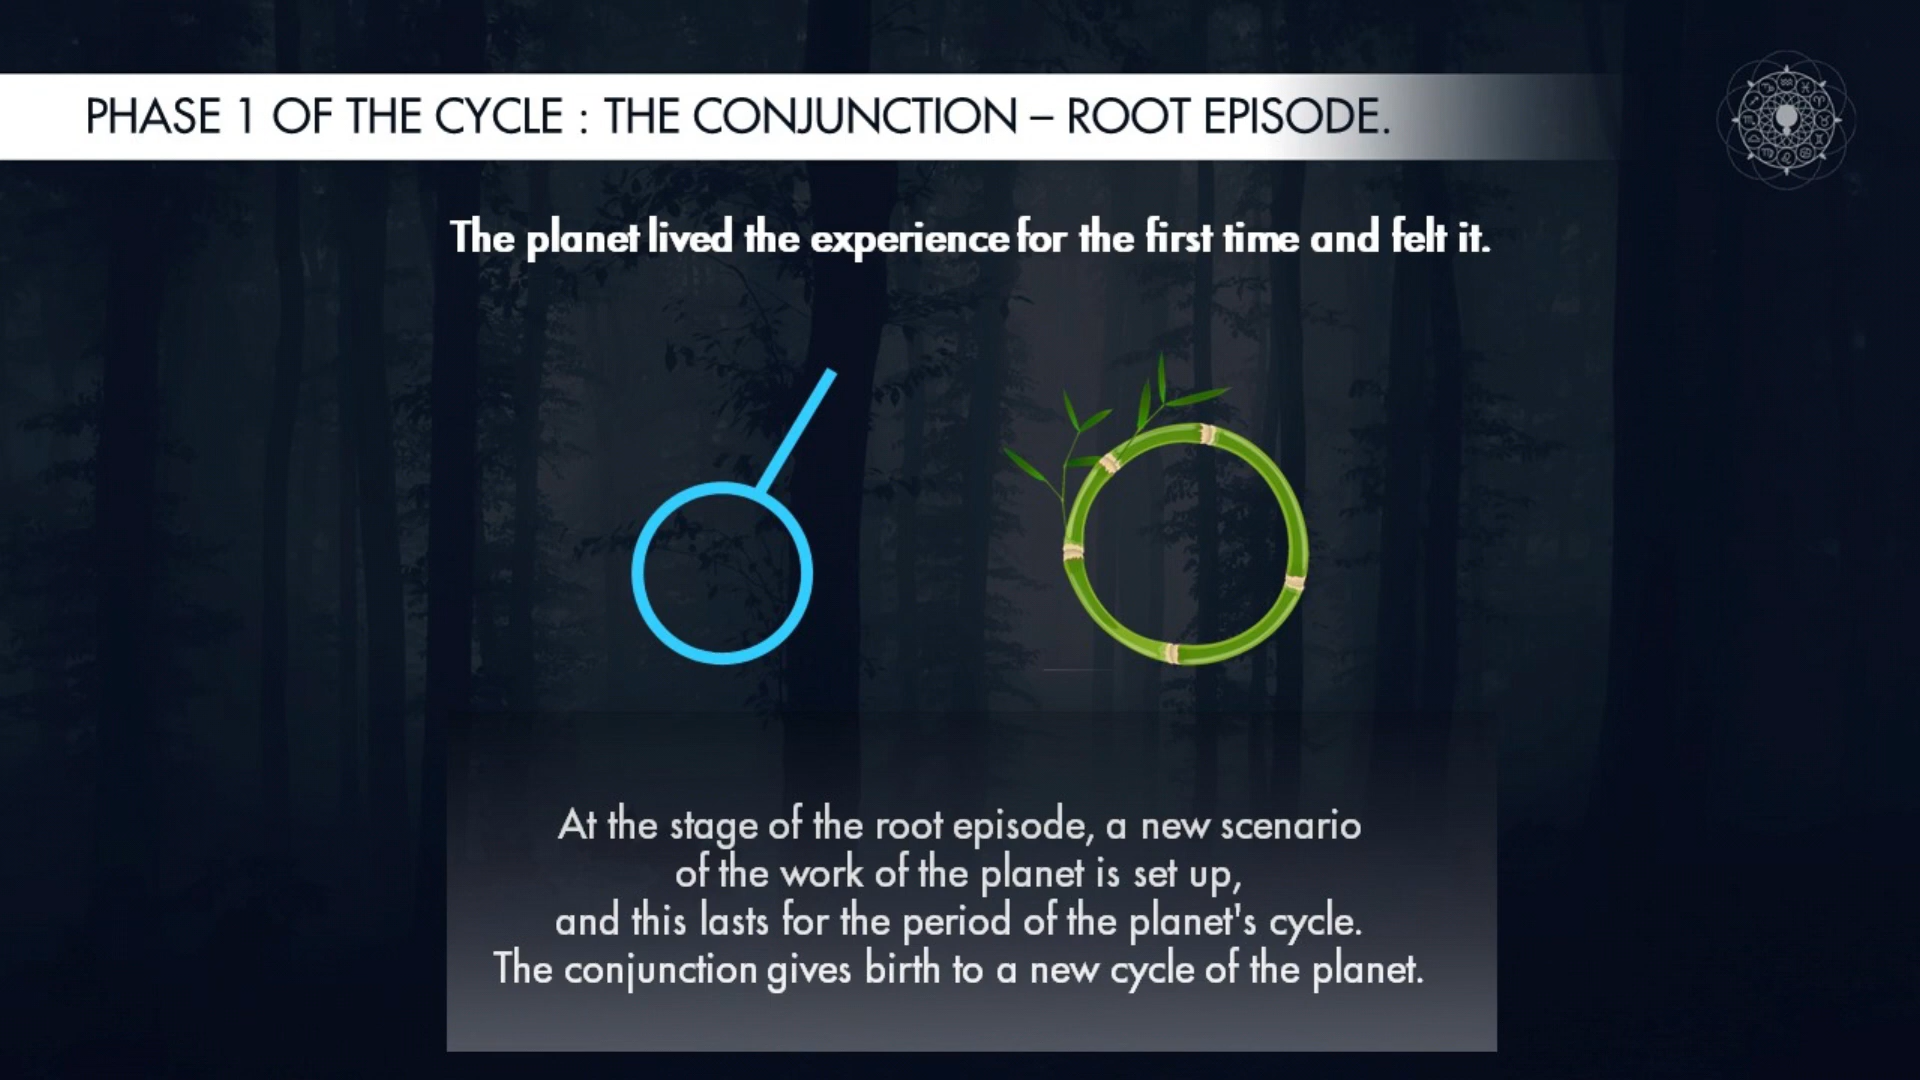 PHASE 1 OF THE CYCLE : THE CONJUNCTION – ROOT EPISODE.
The planet lived the experience for the first time and felt it.
At the stage of the root episode, a new scenario
of the work of the planet is set up,
and this lasts for the period of the planet's cycle.
The conjunction gives birth to a new cycle of the planet.